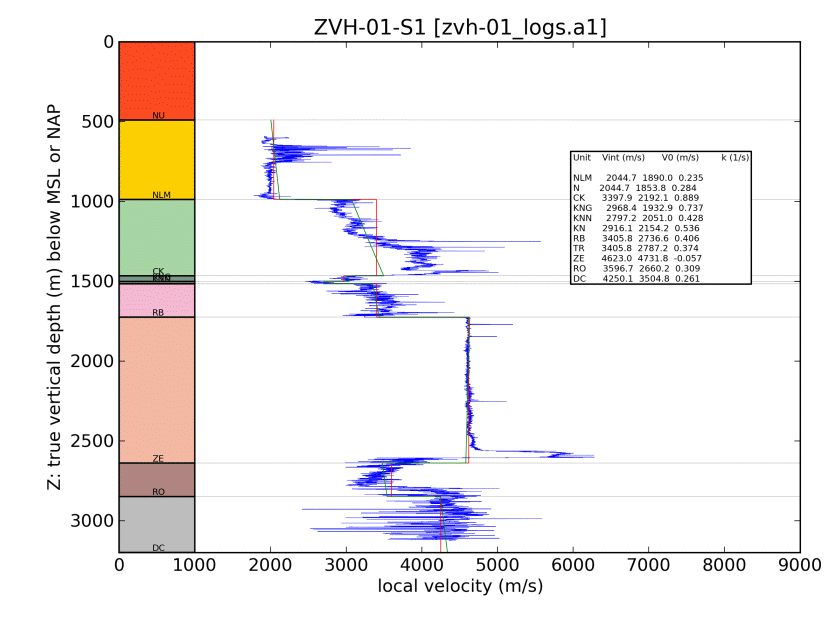 ZVH-01-S1 [zvh-01_logs.a1]
Z: true vertical depth (m) below MSL or NAP
0
500
1000
1500
2000
2500
3000
NU
NLM
CK
RB
ZE
RO
DC
Unit Vint (m/s) V0 (m/s) k (1/s)
NLM 2044.7 1890.0 0.235
N 2044.7 1853.8 0.284
CK 3397.9 2192.1 0.889
KNG 2968.4 1932.9 0.737
KNN 2797.2 2051.0 0.428
KN 2916.1 2154.2 0.536
RB 3405.8 2736.6 0.406
TR 3405.8 2787.2 0.374
ZE 4623.0 4731.8 -0.057
RO 3596.7 2660.2 0.309
DC 4250.1 3504.8 0.261
0 1000 2000 3000 4000 5000 6000 7000 8000 9000
local velocity (m/s)